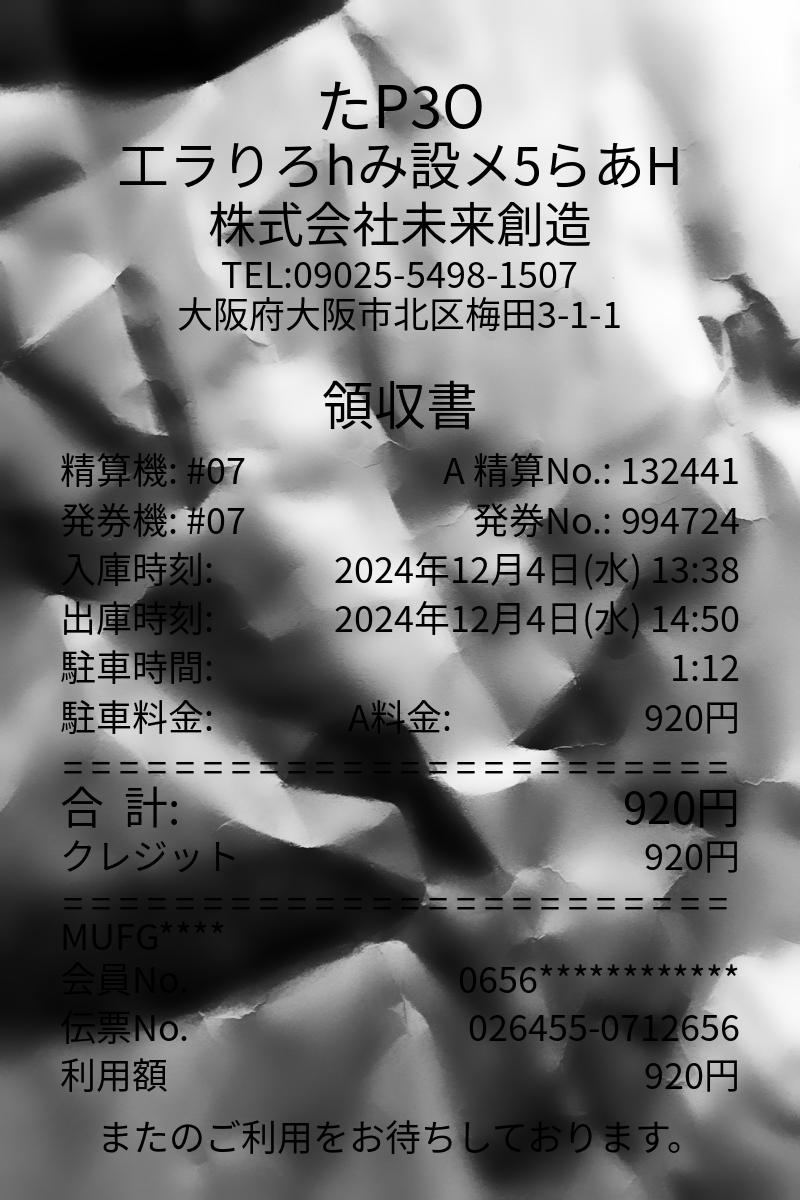 たP3O
エラりろhみ設メ5らあH
株式会社未来創造
TEL:09025-5498-1507
大阪府大阪市北区梅田3-1-1
領収書
精算機: #07 A 精算No.: 132441
発券機: #07 発券No.: 994724
入庫時刻: 2024年12月4日(水) 13:38
出庫時刻: 2024年12月4日(水) 14:50
駐車時間: 1:12
駐車料金: A料金: 920円
========================
合 計: 920円
クレジット 920円
========================
MUFG****
会員No. 0656************
伝票No. 026455-0712656
利用額 920円
またのご利用をお待ちしております。